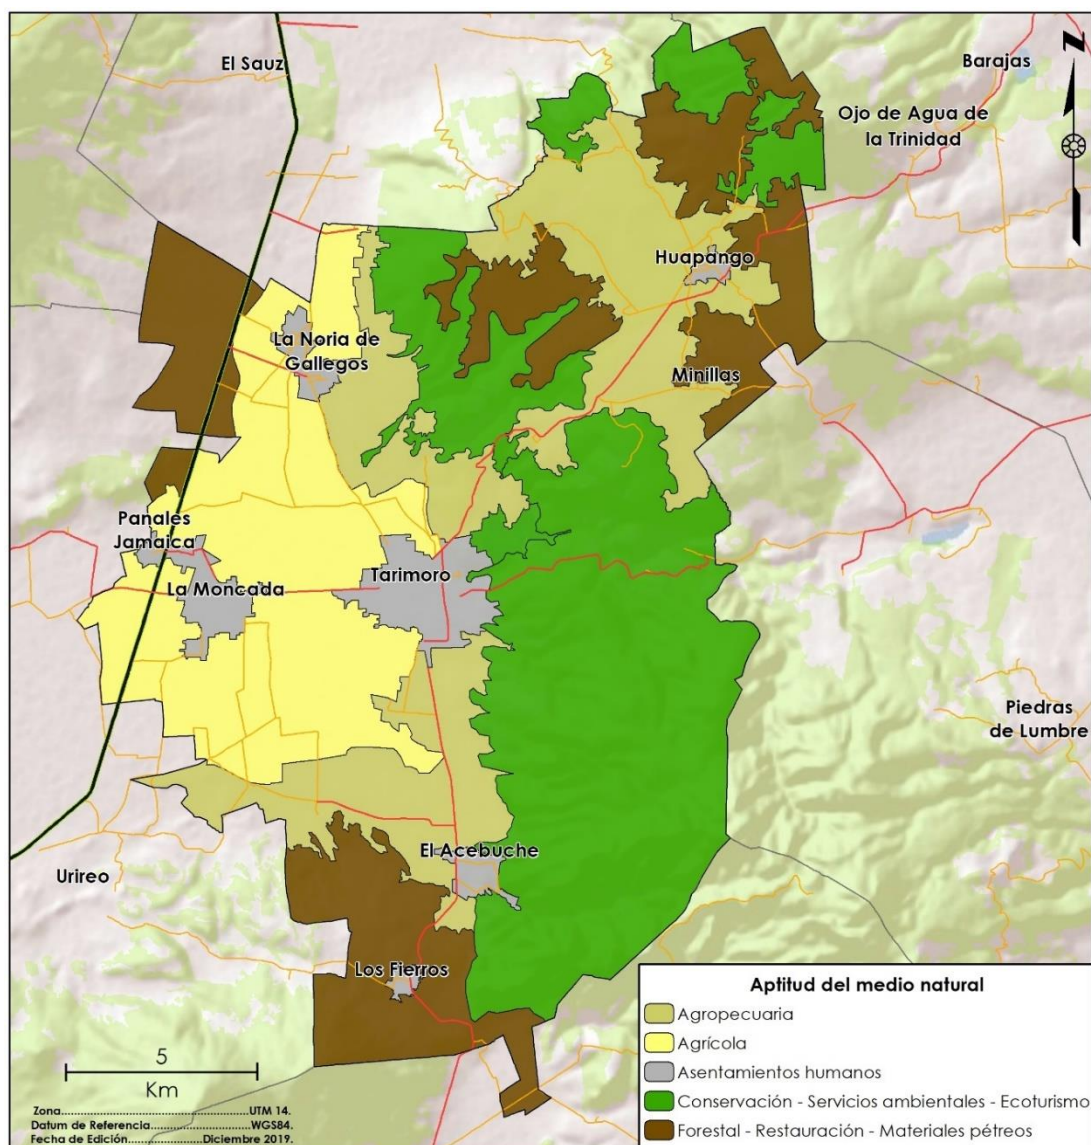 El Sauz
Z
Barajas
Ojo de Agua de
la Trinidad
Huapango
La Noria de
Gallegos
Minillas
Panales
Jamaica
La Moncada
Tarimoro
Piedras
de Lumbre
El Acebuche
Urireo
Los Fierros
5
Km
Zona..................................................UTM 14.
Datum de Referencia.........................WGS84.
Fecha de Edición................Diciembre 2019.
Aptitud del medio natural
Agropecuaria
Agrícola
Asentamientos humanos
Conservación - Servicios ambientales - Ecoturismo
Forestal - Restauración - Materiales pétreos